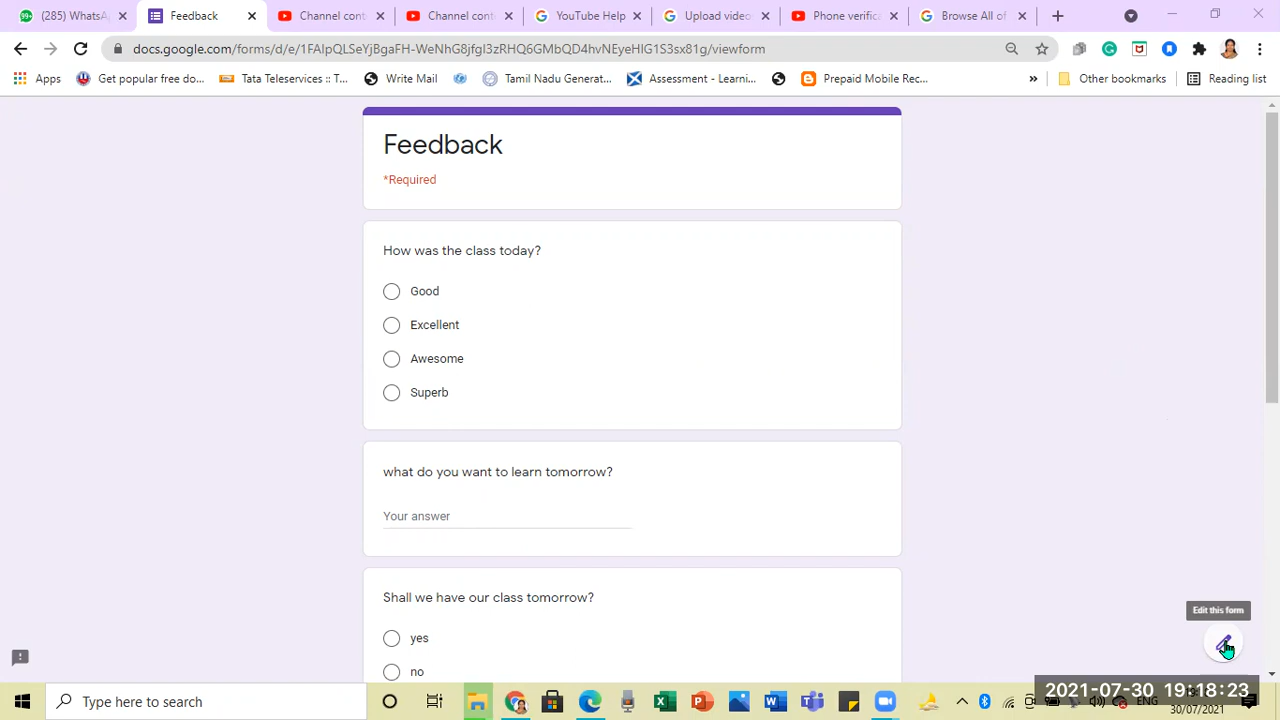 99+ (285) WhatsA
Feedback
Channel cont
Channel cont
YouTube Help
Upload video
Phone verific
Browse All of
docs.google.com/forms/d/e/1FAIpQLSeYjBgaFH-WeNhG8jfgI3zRHQ6GMbQD4hvNEyeHIG1S3sx81g/viewform
Apps
Get popular free do...
Tata Teleservices :: T...
Write Mail
Tamil Nadu Generat...
Assessment - Learni...
Prepaid Mobile Rec...
»
Other bookmarks
Reading list
Feedback
*Required
How was the class today?
Good
Excellent
Awesome
Superb
what do you want to learn tomorrow?
Your answer
Shall we have our class tomorrow?
yes
no
Edit this form
Type here to search
2021-07-30 19:18:23
ENG
30/07/2021